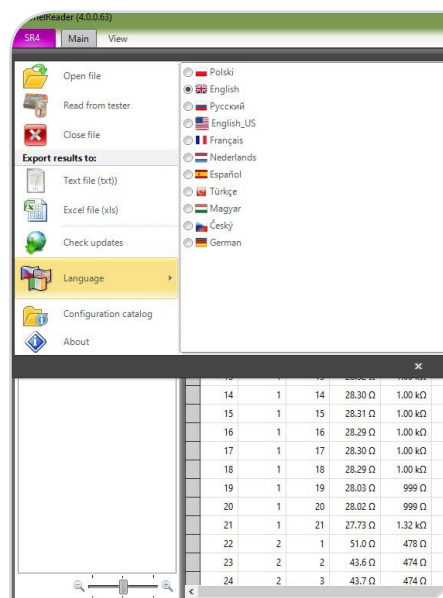 Reader (4.0.0.63)
SR4 Main View
Open file
Read from tester
Close file
Export results to:
Text file (txt))
Excel file (xls)
Check updates
Language
Configuration catalog
About
Polski
English
Русский
English_US
Français
Nederlands
Español
Türkçe
Magyar
Český
German
14 1 14 28.30 Ω 1.00 kΩ
15 1 15 28.31 Ω 1.00 kΩ
16 1 16 28.29 Ω 1.00 kΩ
17 1 17 28.30 Ω 1.00 kΩ
18 1 18 28.29 Ω 1.00 kΩ
19 1 19 28.03 Ω 999 Ω
20 1 20 28.02 Ω 999 Ω
21 1 21 27.73 Ω 1.32 kΩ
22 2 1 51.0 Ω 478 Ω
23 2 2 43.6 Ω 474 Ω
24 2 3 43.7 Ω 474 Ω